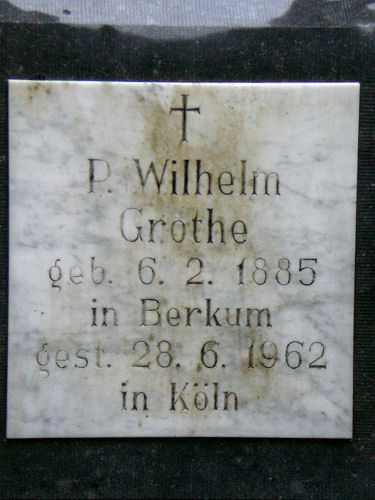 P. Wilhelm
Grothe
geb. 6. 2. 1885
in Berkum
gest. 28. 6. 1962
in Köln